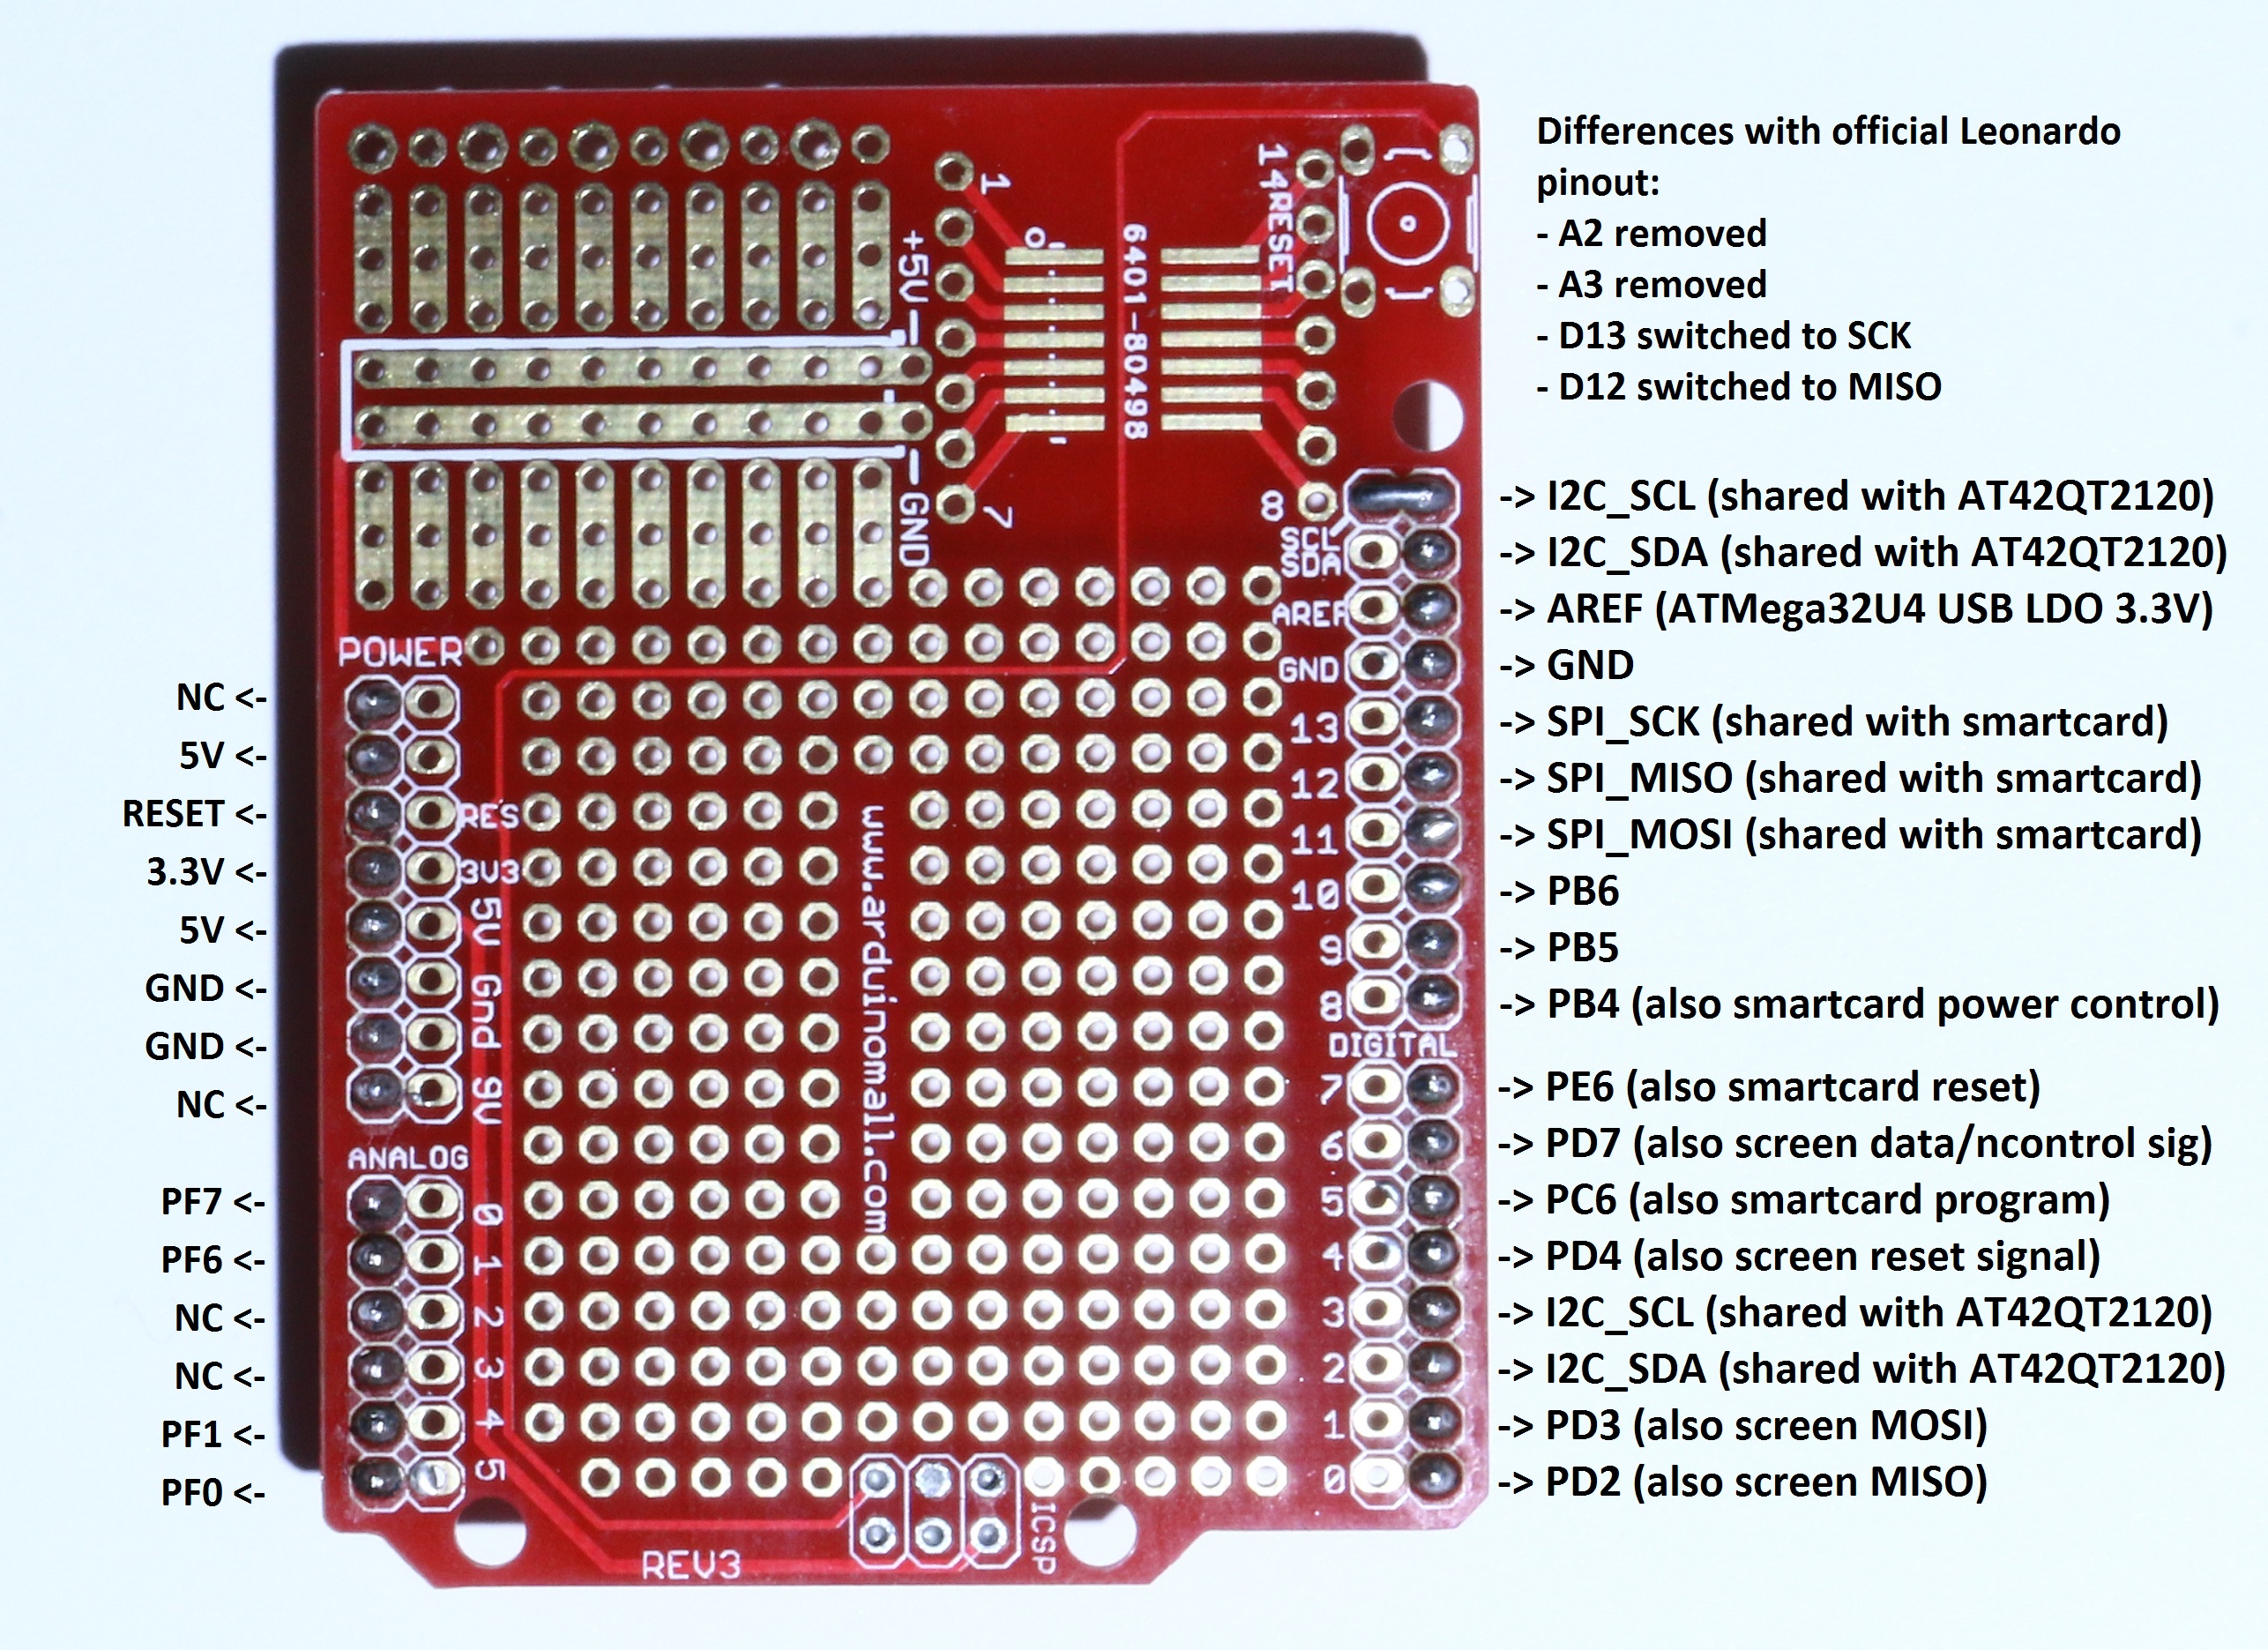 Differences with official Leonardo
pinout:
- A2 removed
- A3 removed
- D13 switched to SCK
- D12 switched to MISO
1
14
RESET
+5V
6401-80498
GND
7
8
SCL
SDA
AREF
GND
-> I2C_SCL (shared with AT42QT2120)
-> I2C_SDA (shared with AT42QT2120)
-> AREF (ATMega32U4 USB LDO 3.3V)
-> GND
13 -> SPI_SCK (shared with smartcard)
12 -> SPI_MISO (shared with smartcard)
11 -> SPI_MOSI (shared with smartcard)
10 -> PB6
9 -> PB5
8 -> PB4 (also smartcard power control)
DIGITAL
7 -> PE6 (also smartcard reset)
6 -> PD7 (also screen data/ncontrol sig)
5 -> PC6 (also smartcard program)
4 -> PD4 (also screen reset signal)
3 -> I2C_SCL (shared with AT42QT2120)
2 -> I2C_SDA (shared with AT42QT2120)
1 -> PD3 (also screen MOSI)
0 -> PD2 (also screen MISO)
POWER
NC <-
5V <-
RESET <- RES
3.3V <- 3V3
5V <- 5V
GND <- Gnd
GND <-
NC <- 9V
ANALOG
PF7 <- 0
PF6 <- 1
NC <- 2
NC <- 3
PF1 <- 4
PF0 <- 5
www.arduinomall.com
ICSP
REV3